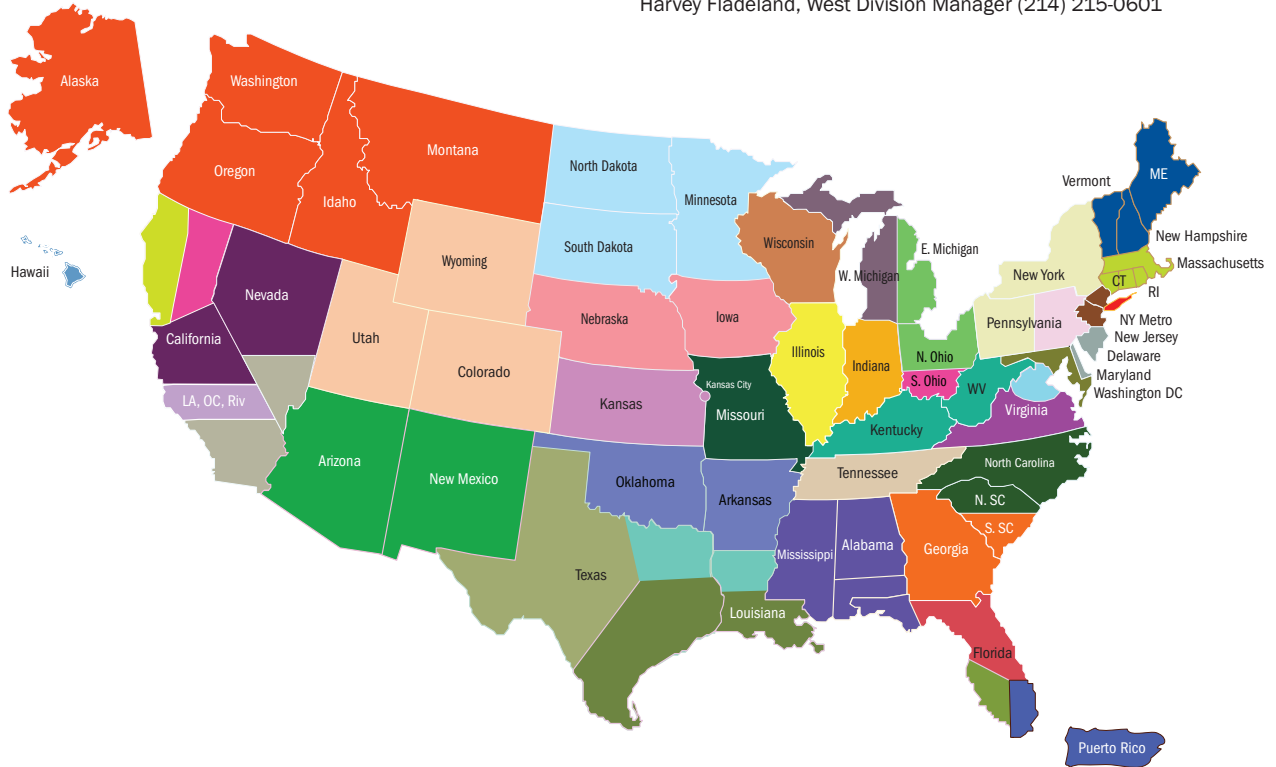 Harvey Fladeland, West Division Manager (214) 215-0601
Alaska
Washington
Montana
Oregon
Idaho
North Dakota
Minnesota
South Dakota
Wisconsin
Vermont
ME
New Hampshire
Massachusetts
CT
RI
E. Michigan
W. Michigan
New York
Hawaii
Wyoming
Nevada
Nebraska
Iowa
California
Utah
Colorado
Illinois
Indiana
N. Ohio
S. Ohio
Pennsylvania
NY Metro
New Jersey
Delaware
Maryland
Washington DC
Kansas City
Kansas
Missouri
WV
Virginia
Kentucky
LA, OC, Riv
Arizona
New Mexico
Oklahoma
Arkansas
Tennessee
North Carolina
N. SC
S. SC
Georgia
Mississippi
Alabama
Texas
Louisiana
Florida
Puerto Rico